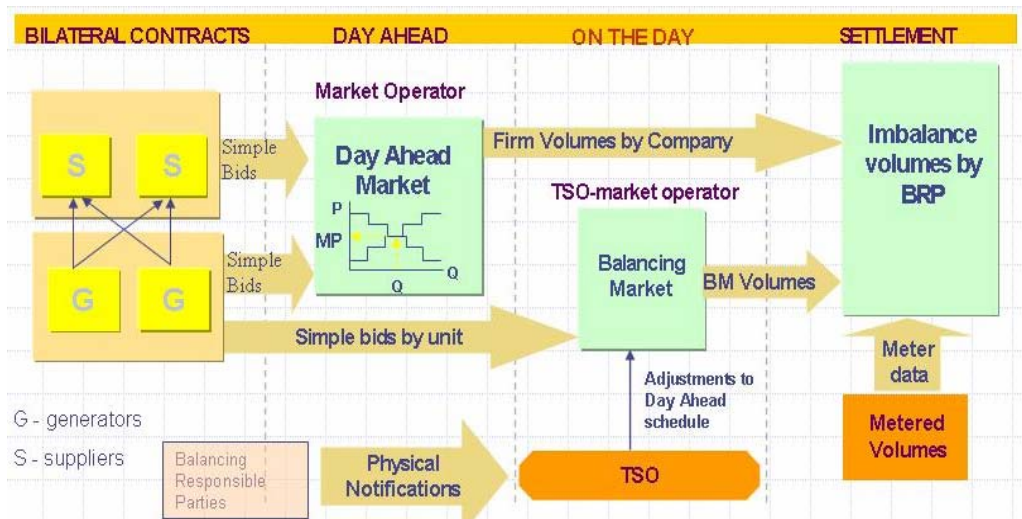 BILATERAL CONTRACTS
DAY AHEAD
ON THE DAY
SETTLEMENT
Market Operator
S
S
Simple
Bids
Day Ahead
Market
P
MP
Q
Q
Firm Volumes by Company
Imbalance
volumes by
BRP
TSO-market operator
G
G
Simple
Bids
Balancing
Market
BM Volumes
Simple bids by unit
Meter
data
Adjustments to
Day Ahead
schedule
G - generators
S - suppliers
Balancing
Responsible
Parties
Physical
Notifications
TSO
Metered
Volumes